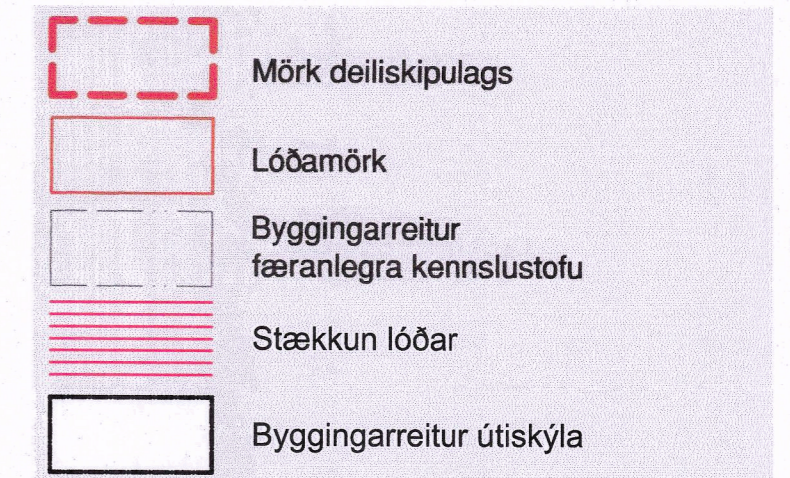 Mörk deiliskipulags
Lóðamörk
Byggingarreitur
færanlegra kennslustofu
Stækkun lóðar
Byggingarreitur útiskýla